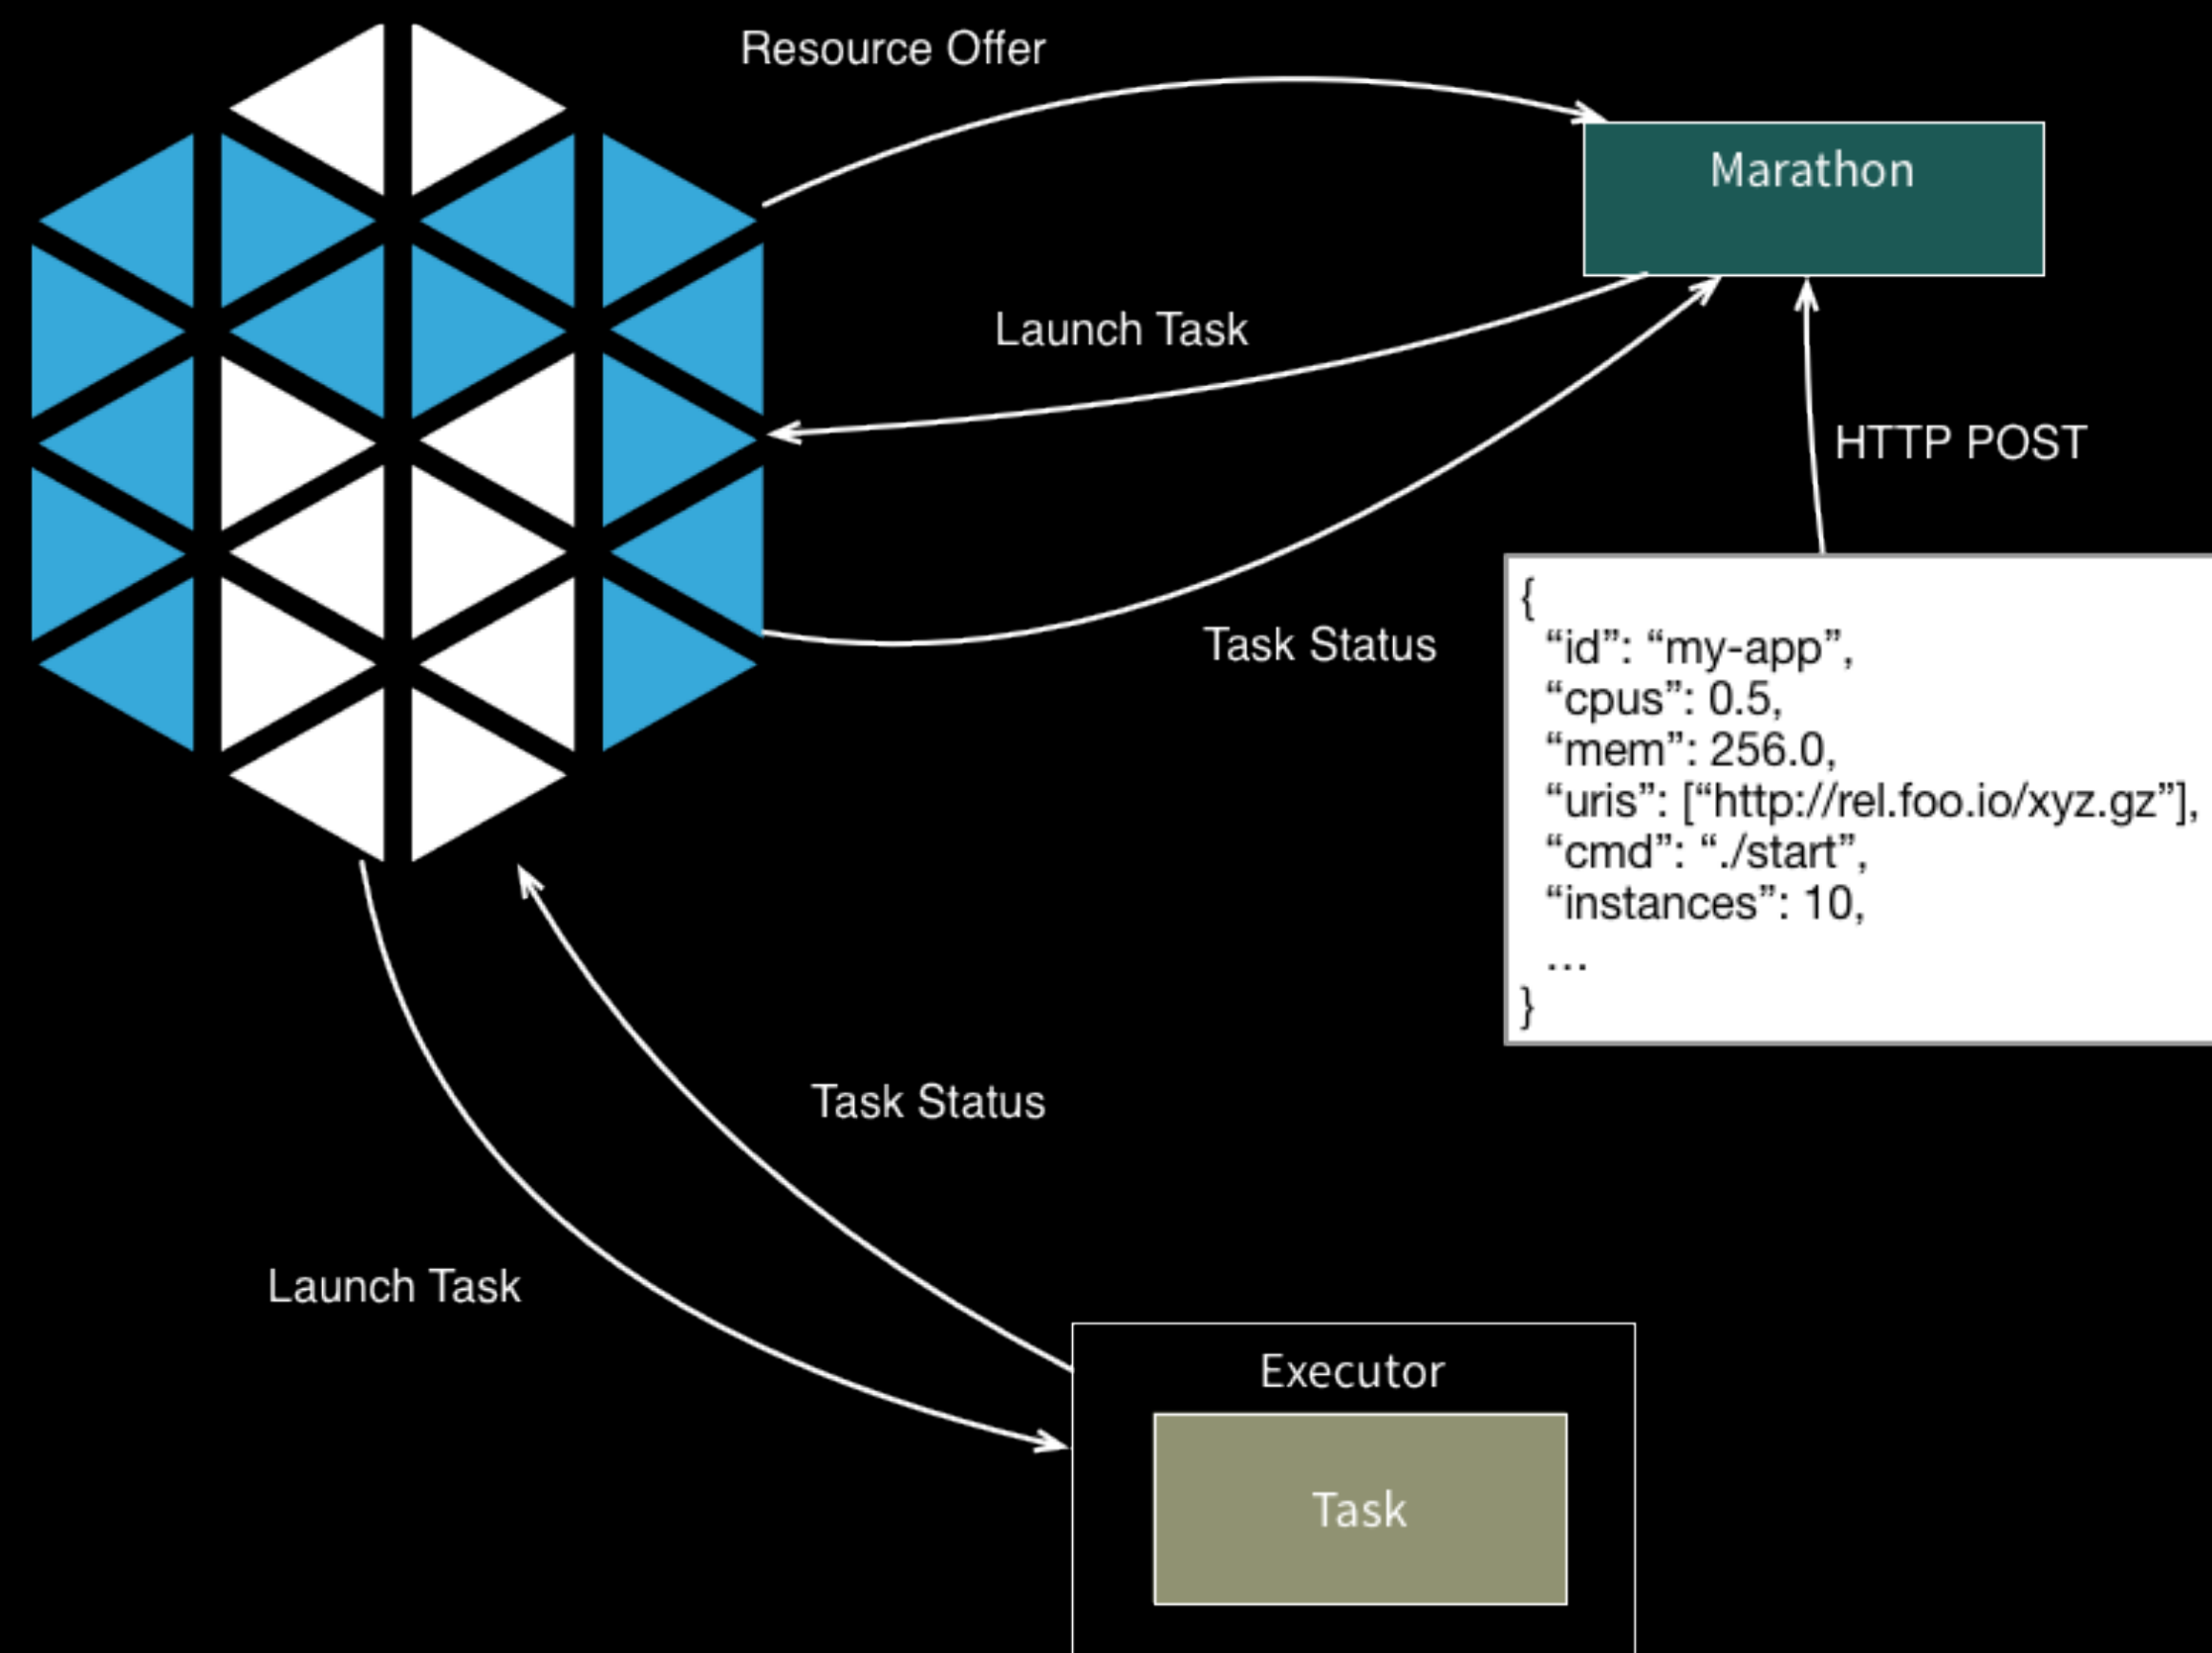 Resource Offer
Marathon
Launch Task
HTTP POST
Task Status
{
“id”: “my-app”,
“cpus”: 0.5,
“mem”: 256.0,
“uris”: [“http://rel.foo.io/xyz.gz”],
“cmd”: “./start”,
“instances”: 10,
…
}
Task Status
Launch Task
Executor
Task